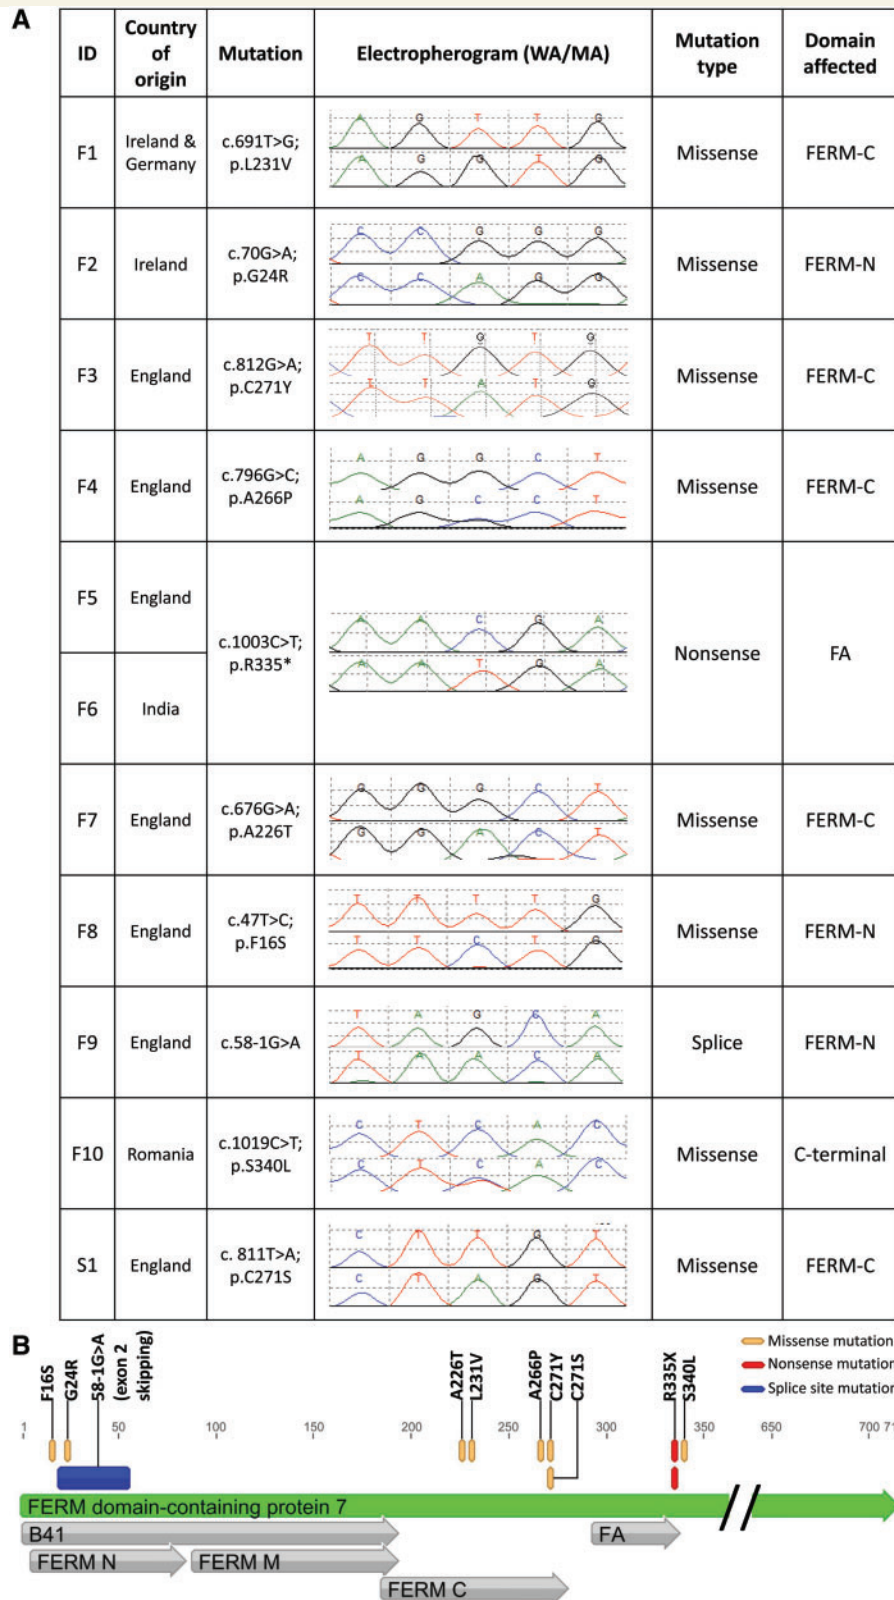 A
ID
Country
of
origin
Mutation
Electropherogram (WA/MA)
Mutation
type
Domain
affected
F1
Ireland &
Germany
c.691T>G;
p.L231V
A G T T G
A G G T G
Missense
FERM-C
F2
Ireland
c.70G>A;
p.G24R
C C G G G
C C A G G
Missense
FERM-N
F3
England
c.812G>A;
p.C271Y
T T G T G
T T A T G
Missense
FERM-C
F4
England
c.796G>C;
p.A266P
A G G C T
A G C C T
Missense
FERM-C
F5
England
F6
India
c.1003C>T;
p.R335*
A A C G A
A A T G A
Nonsense
FA
F7
England
c.676G>A;
p.A226T
G G G C T
G G A C T
Missense
FERM-C
F8
England
c.47T>C;
p.F16S
T T T T G
T T C T G
Missense
FERM-N
F9
England
c.58-1G>A
T A G C A
T A A C A
Splice
FERM-N
F10
Romania
c.1019C>T;
p.S340L
C T C A C
C T C A C
Missense
C-terminal
S1
England
c. 811T>A;
p.C271S
C T T G T
C T A G T
Missense
FERM-C
B
F16S
G24R
58-1G>A
(exon 2
skipping)
A226T
L231V
A266P
C271Y
C271S
R335X
S340L
Missense mutation
Nonsense mutation
Splice site mutation
1 50 100 150 200 250 300 350 650 700 71
FERM domain-containing protein 7
B41
FA
FERM N
FERM M
FERM C